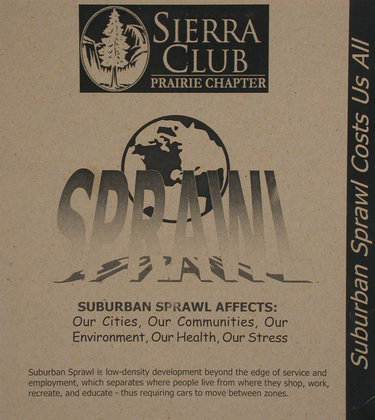 SIERRA
CLUB
PRAIRIE CHAPTER
SPRAWL
SUBURBAN SPRAWL AFFECTS:
Our Cities, Our Communities, Our
Environment, Our Health, Our Stress
Suburban Sprawl is low-density development beyond the edge of service and
employment, which separates where people live from where they shop, work,
recreate, and educate - thus requiring cars to move between zones.
Suburban Sprawl Costs Us All